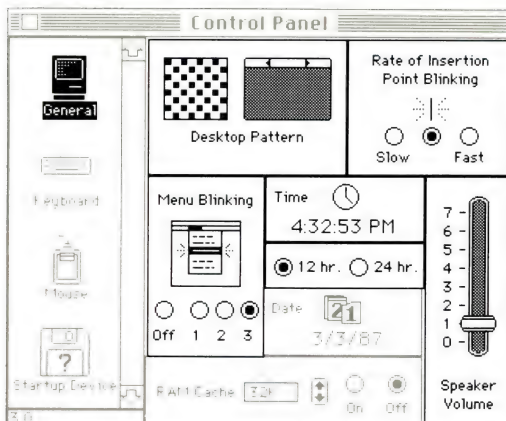 Control Panel
General
Keyboard
Mouse
Startup Device
Desktop Pattern
Rate of Insertion
Point Blinking
Slow
Fast
Menu Blinking
Off 1 2 3
Time
4:32:53 PM
12 hr. 24 hr.
Date
21
3/3/87
RAM Cache 32K
On Off
7
6
5
4
3
2
1
0
Speaker
Volume